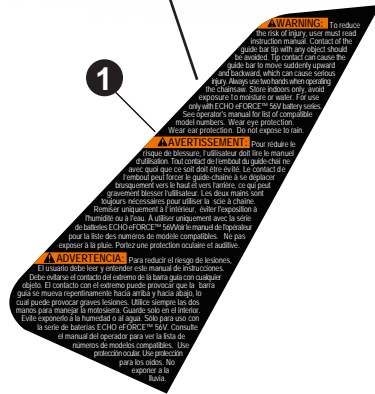 1
WARNING: To reduce
the risk of injury, user must read
instruction manual. Contact of the
guide bar tip with any object should
be avoided. Tip contact can cause the
guide bar to move suddenly upward
and backward, which can cause serious
injury. Always use two hands when operating
the chainsaw. Store indoors only, avoid
exposure to moisture or water. For use
only with ECHO eFORCE™ 56V battery series.
See operator's manual for list of compatible
model numbers. Wear eye protection.
Wear ear protection. Do not expose to rain.
AVERTISSEMENT: Pour réduire le
risque de blessure, l'utilisateur doit lire le manuel
d'utilisation. Tout contact de l'embout du guide-chaî ne
avec quoi que ce soit doit être évité. Le contact de
l'embout peut forcer le guide-chaîne à se déplacer
brusquement vers le haut et vers l'arrière, ce qui peut
gravement blesser l'utilisateur. Les deux mains sont
toujours nécessaires pour utiliser la scie à chaîne.
Remiser uniquement à l'intérieur, éviter l'exposition à
l'humidité ou à l'eau. À utiliser uniquement avec la série
de batteries ECHO eFORCE™ 56V.Voir le manuel de l'opérateur
pour la liste des numéros de modèle compatibles. Ne pas
exposer à la pluie. Portez une protection oculaire et auditive.
ADVERTENCIA: Para reducir el riesgo de lesiones,
El usuario debe leer y entender este manual de instrucciones.
Debe evitarse el contacto del extremo de la barra guía con cualquier
objeto. El contacto con el extremo puede provocar que la barra
guía se mueva repentinamente hacia arriba y hacia abajo, lo
cual puede provocar graves lesiones. Utilice siempre las dos
manos para manejar la motosierra. Guarde solo en el interior.
Evite exponerlo a la humedad o al agua. Sólo para uso con
la serie de baterías ECHO eFORCE™ 56V. Consulte
el manual del operador para ver la lista de
números de modelos compatibles. Use
protección ocular. Use protección
para los oidos. No
exponer a la
lluvia.